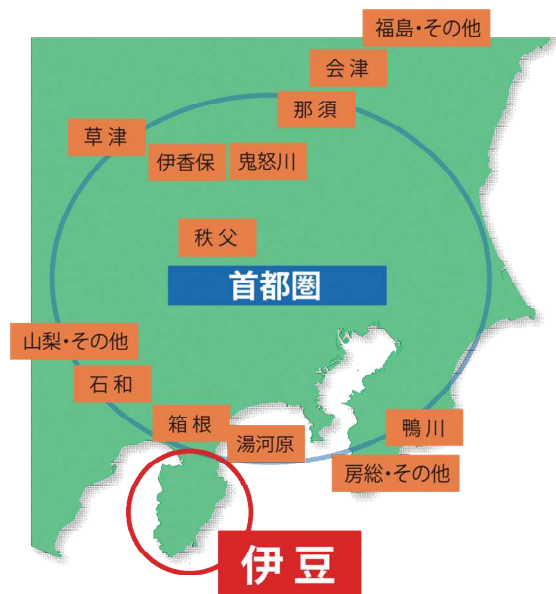 福島・その他
会津
那須
草津
伊香保
鬼怒川
秩父
首都圏
山梨・その他
石和
箱根
湯河原
鴨川
房総・その他
伊豆